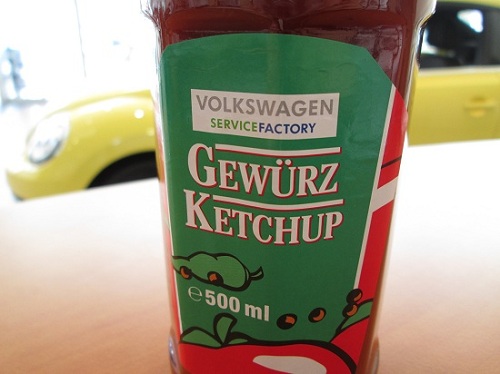 VOLKSWAGEN
SERVICEFACTORY
GEWÜRZ
KETCHUP
℮500 ml